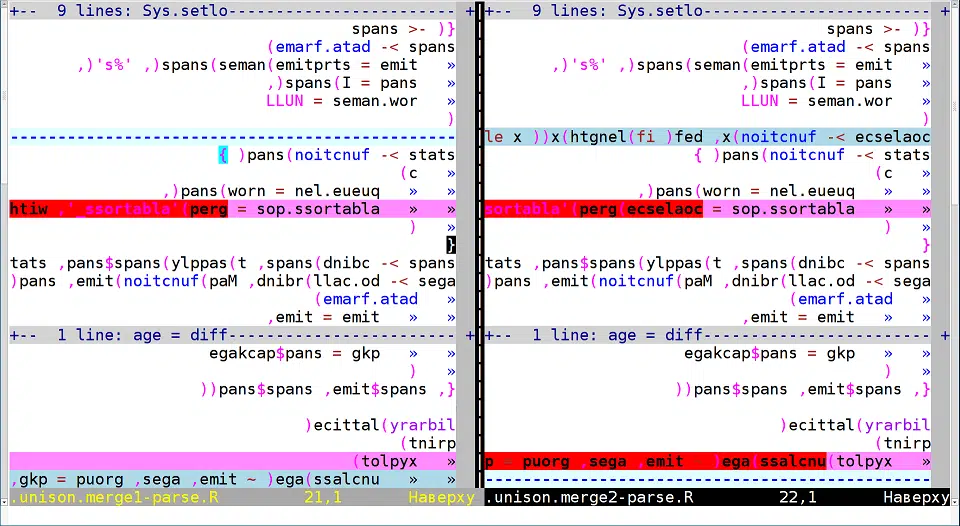 +--  9 lines: Sys.setlo----------------------- +
spans >- )}
(emarf.atad -< spans
,)'s%' ,)spans(seman(emitprts = emit »
,)spans(I = pans »
LLUN = seman.wor »
)
-----------------------------------------------
{ )pans(noitcnuf -< stats
(c »
,)pans(worn = nel.eueuq » »
htiw ,'_ssortabla'(perg = sop.ssortabla » »
) »
}
tats ,pans$spans(ylppas(t ,spans(dnibc -< spans
)pans ,emit(noitcnuf(paM ,dnibr(llac.od -< sega
(emarf.atad »
,emit = emit » »
+--  1 line: age = diff----------------------- +
egakcap$pans = gkp » »
) »
))pans$spans ,emit$spans ,}
)ecittal(yrarbil
(tnirp
(tolpyx »
,gkp = puorg ,sega ,emit ~ )ega(ssalcnu » »
.unison.merge1-parse.R 21,1 Наверху
+--  9 lines: Sys.setlo----------------------- +
spans >- )}
(emarf.atad -< spans
,)'s%' ,)spans(seman(emitprts = emit »
,)spans(I = pans »
LLUN = seman.wor »
)
le x ))x(htgnel(fi )fed ,x(noitcnuf -< ecselaoc
{ )pans(noitcnuf -< stats
(c »
,)pans(worn = nel.eueuq » »
sortabla'(perg(ecselaoc = sop.ssortabla » »
) »
}
tats ,pans$spans(ylppas(t ,spans(dnibc -< spans
)pans ,emit(noitcnuf(paM ,dnibr(llac.od -< sega
(emarf.atad »
,emit = emit » »
+--  1 line: age = diff----------------------- +
egakcap$pans = gkp » »
) »
))pans$spans ,emit$spans ,}
)ecittal(yrarbil
(tnirp
p = puorg ,sega ,emit )ega(ssalcnu(tolpyx »
-----------------------------------------------
.unison.merge2-parse.R 22,1 Наверху